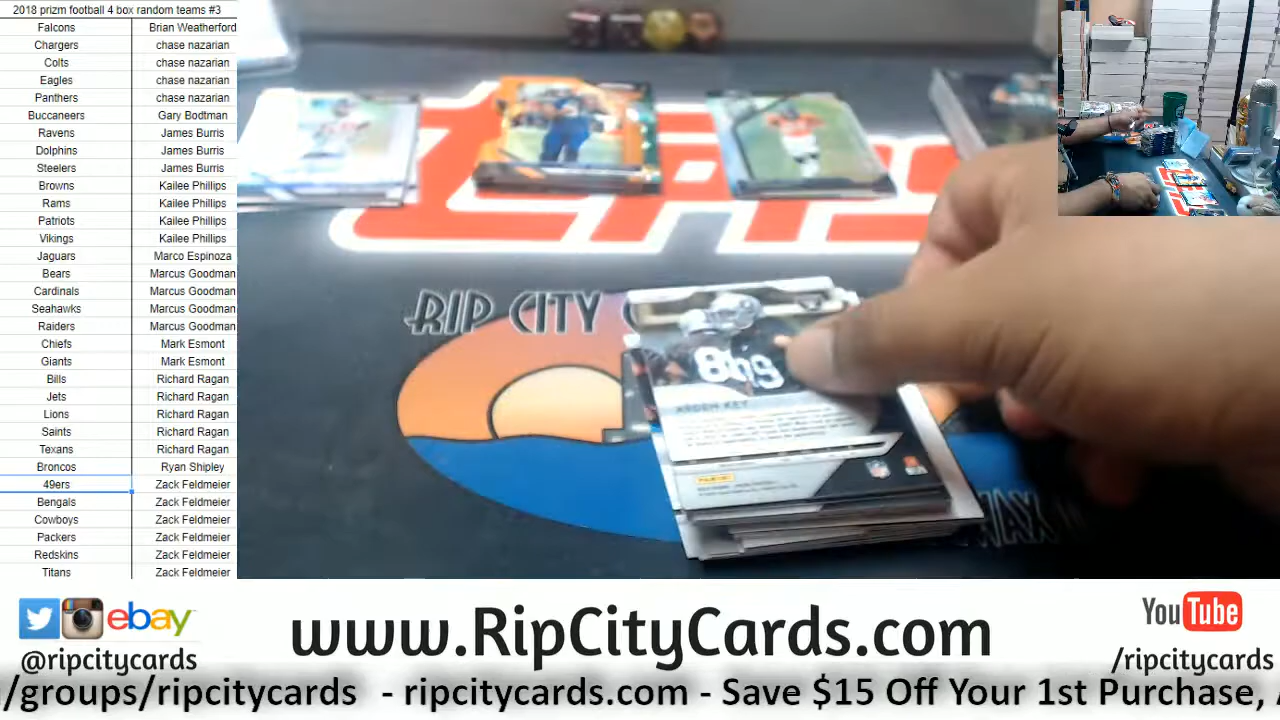 2018 prizm football 4 box random teams #3
Falcons Brian Weatherford
Chargers chase nazarian
Colts chase nazarian
Eagles chase nazarian
Panthers chase nazarian
Buccaneers Gary Bodtman
Ravens James Burris
Dolphins James Burris
Steelers James Burris
Browns Kailee Phillips
Rams Kailee Phillips
Patriots Kailee Phillips
Vikings Kailee Phillips
Jaguars Marco Espinoza
Bears Marcus Goodman
Cardinals Marcus Goodman
Seahawks Marcus Goodman
Raiders Marcus Goodman
Chiefs Mark Esmont
Giants Mark Esmont
Bills Richard Ragan
Jets Richard Ragan
Lions Richard Ragan
Saints Richard Ragan
Texans Richard Ragan
Broncos Ryan Shipley
49ers Zack Feldmeier
Bengals Zack Feldmeier
Cowboys Zack Feldmeier
Packers Zack Feldmeier
Redskins Zack Feldmeier
Titans Zack Feldmeier
RIP CITY
ARDEN KEY
PANINI
ebay
@ripcitycards
www.RipCityCards.com
YouTube
/ripcitycards
/groups/ripcitycards - ripcitycards.com - Save $15 Off Your 1st Purchase,